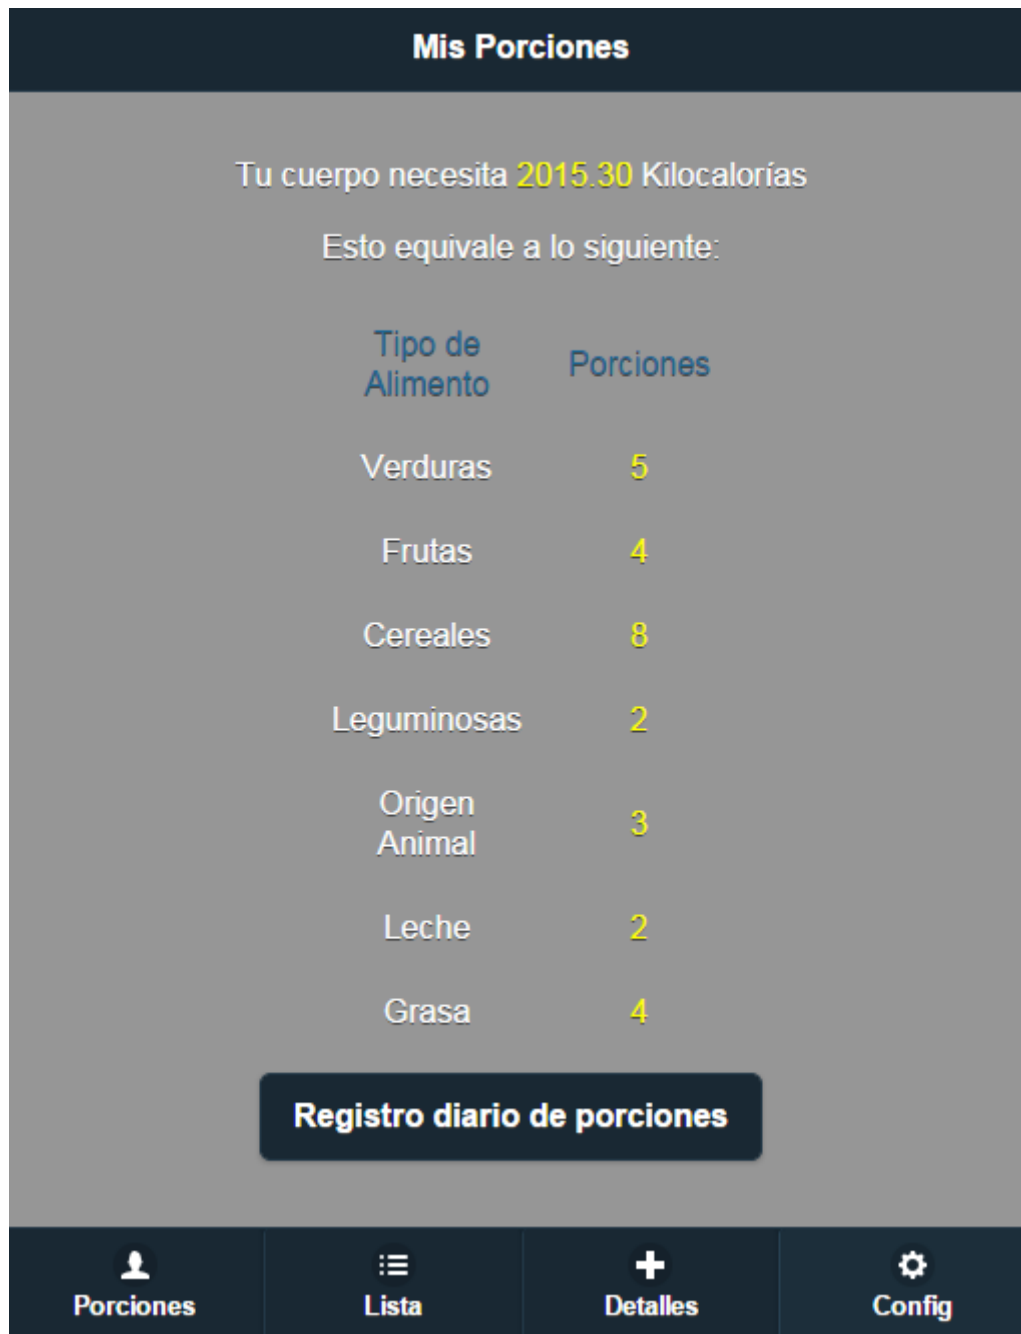 Mis Porciones
Tu cuerpo necesita 2015.30 Kilocalorías
Esto equivale a lo siguiente:
Tipo de
Alimento
Porciones
Verduras 5
Frutas 4
Cereales 8
Leguminosas 2
Origen
Animal
3
Leche 2
Grasa 4
Registro diario de porciones
Porciones Lista Detalles Config